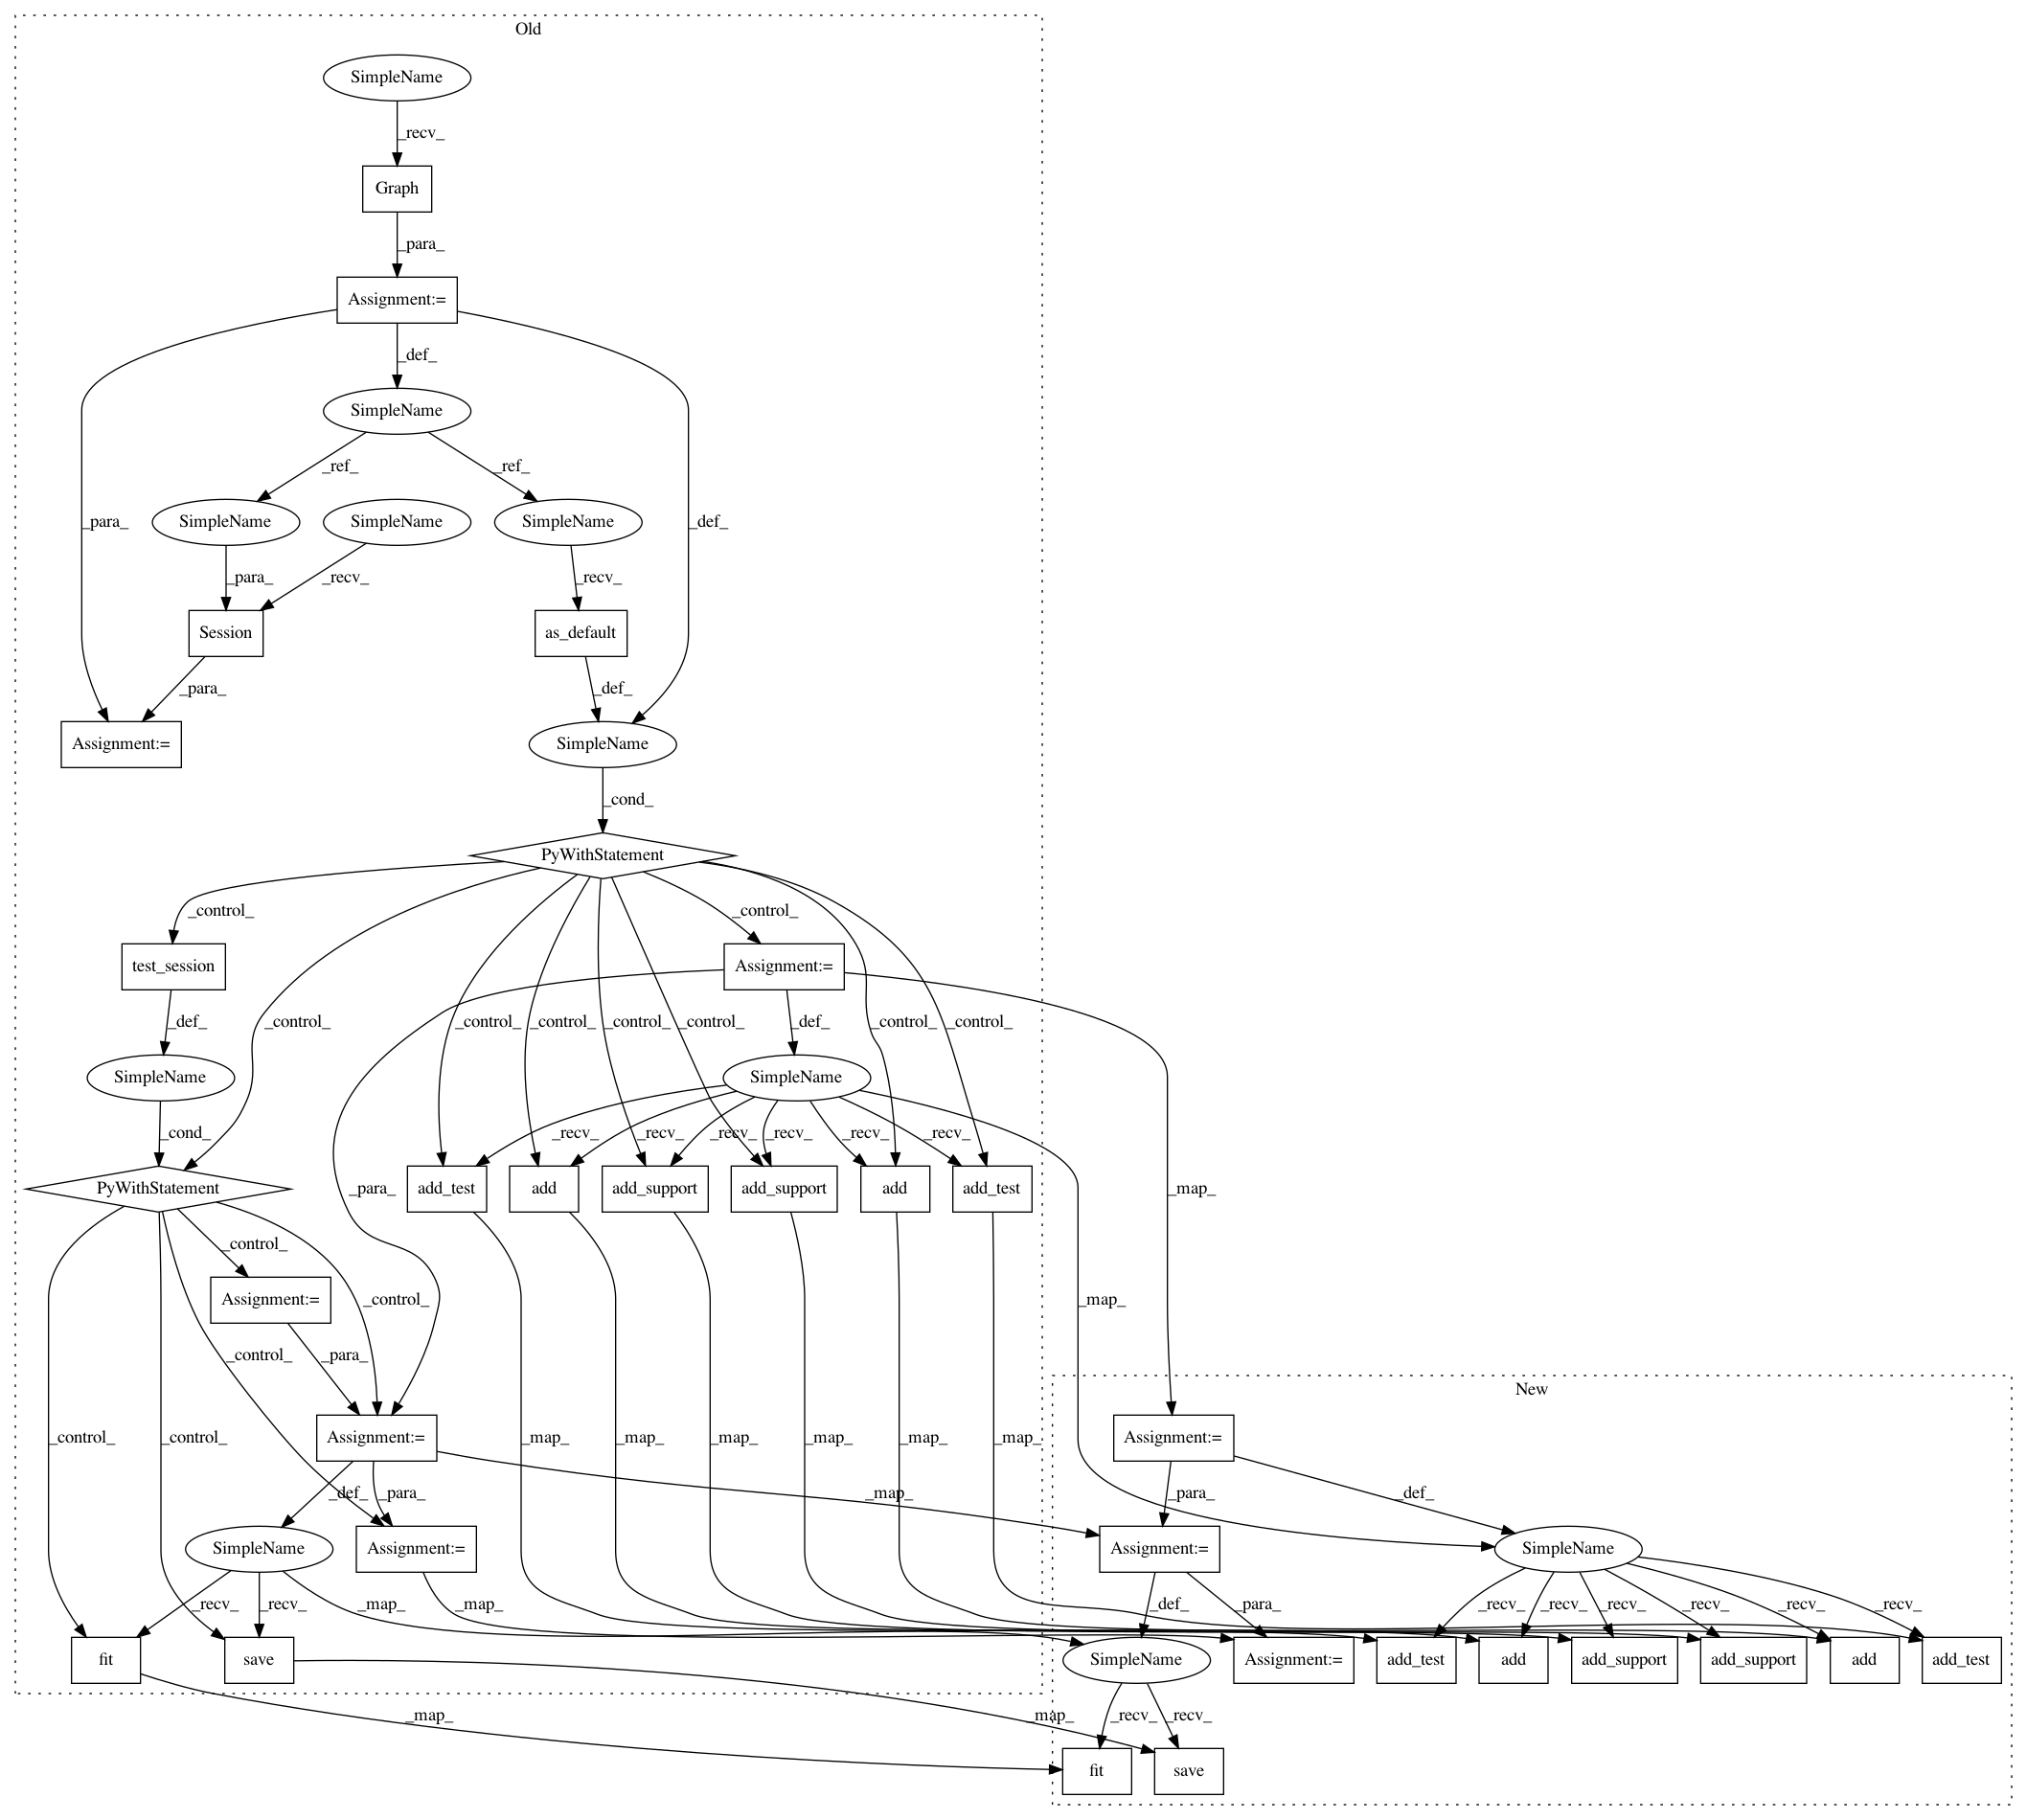 Old
SimpleName
_recv_
Graph
_para_
Assignment:=
_def_
SimpleName
_ref_ _ref_
_para_ SimpleName SimpleName SimpleName _def_
_para_ _recv_ _recv_
Session as_default
_para_ _def_
Assignment:= SimpleName
_cond_
PyWithStatement
_control_ _control_
test_session Assignment:=
_def_ _control_ _control_ _control_ _control_ _control_ _def_ _control_ _control_
SimpleName SimpleName
_cond_ _recv_ _recv_ _recv_ _recv_ _recv_ _recv_
PyWithStatement _para_ add_test add add_support add_support add add_test _map_
_control_
Assignment:= _control_ _map_
_control_ _para_
New
_control_ _control_ Assignment:= _map_ _map_ _map_ _map_ _map_ _map_ Assignment:=
_def_ _para_ _map_ _para_ _def_
SimpleName Assignment:= Assignment:= SimpleName
_recv_ _recv_ _map_ _map_ _def_ _para_ _recv_ _recv_ _recv_ _recv_ _recv_ _recv_
fit save SimpleName Assignment:= add_test add add_support add_support add add_test
_map_ _map_ _recv_ _recv_
fit save